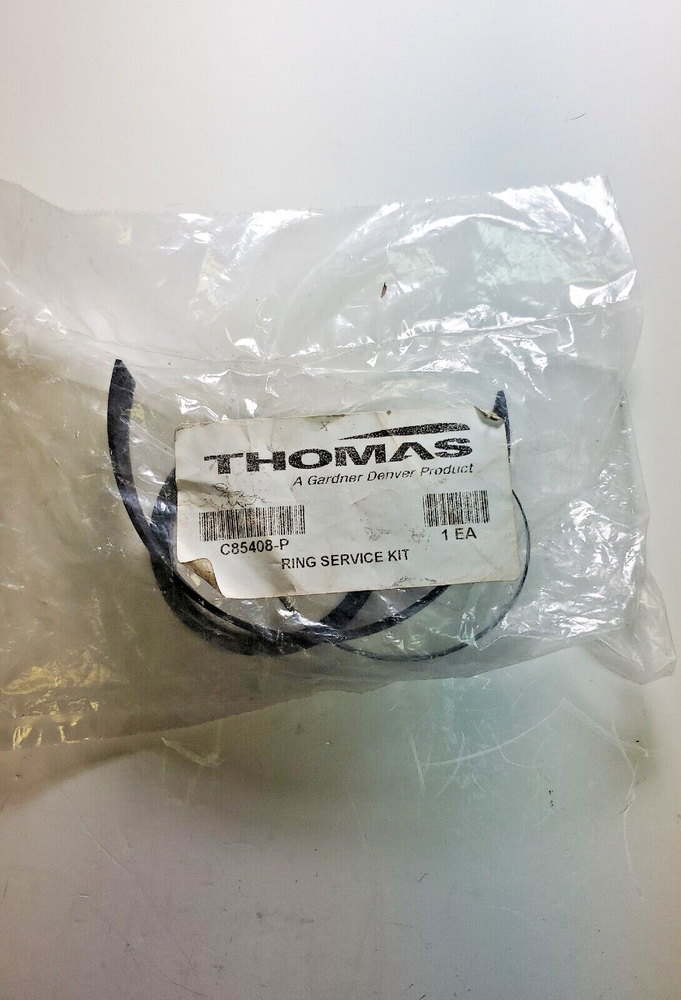 THOMAS
A Gardner Denver Product
C85408-P
1 EA
RING SERVICE KIT